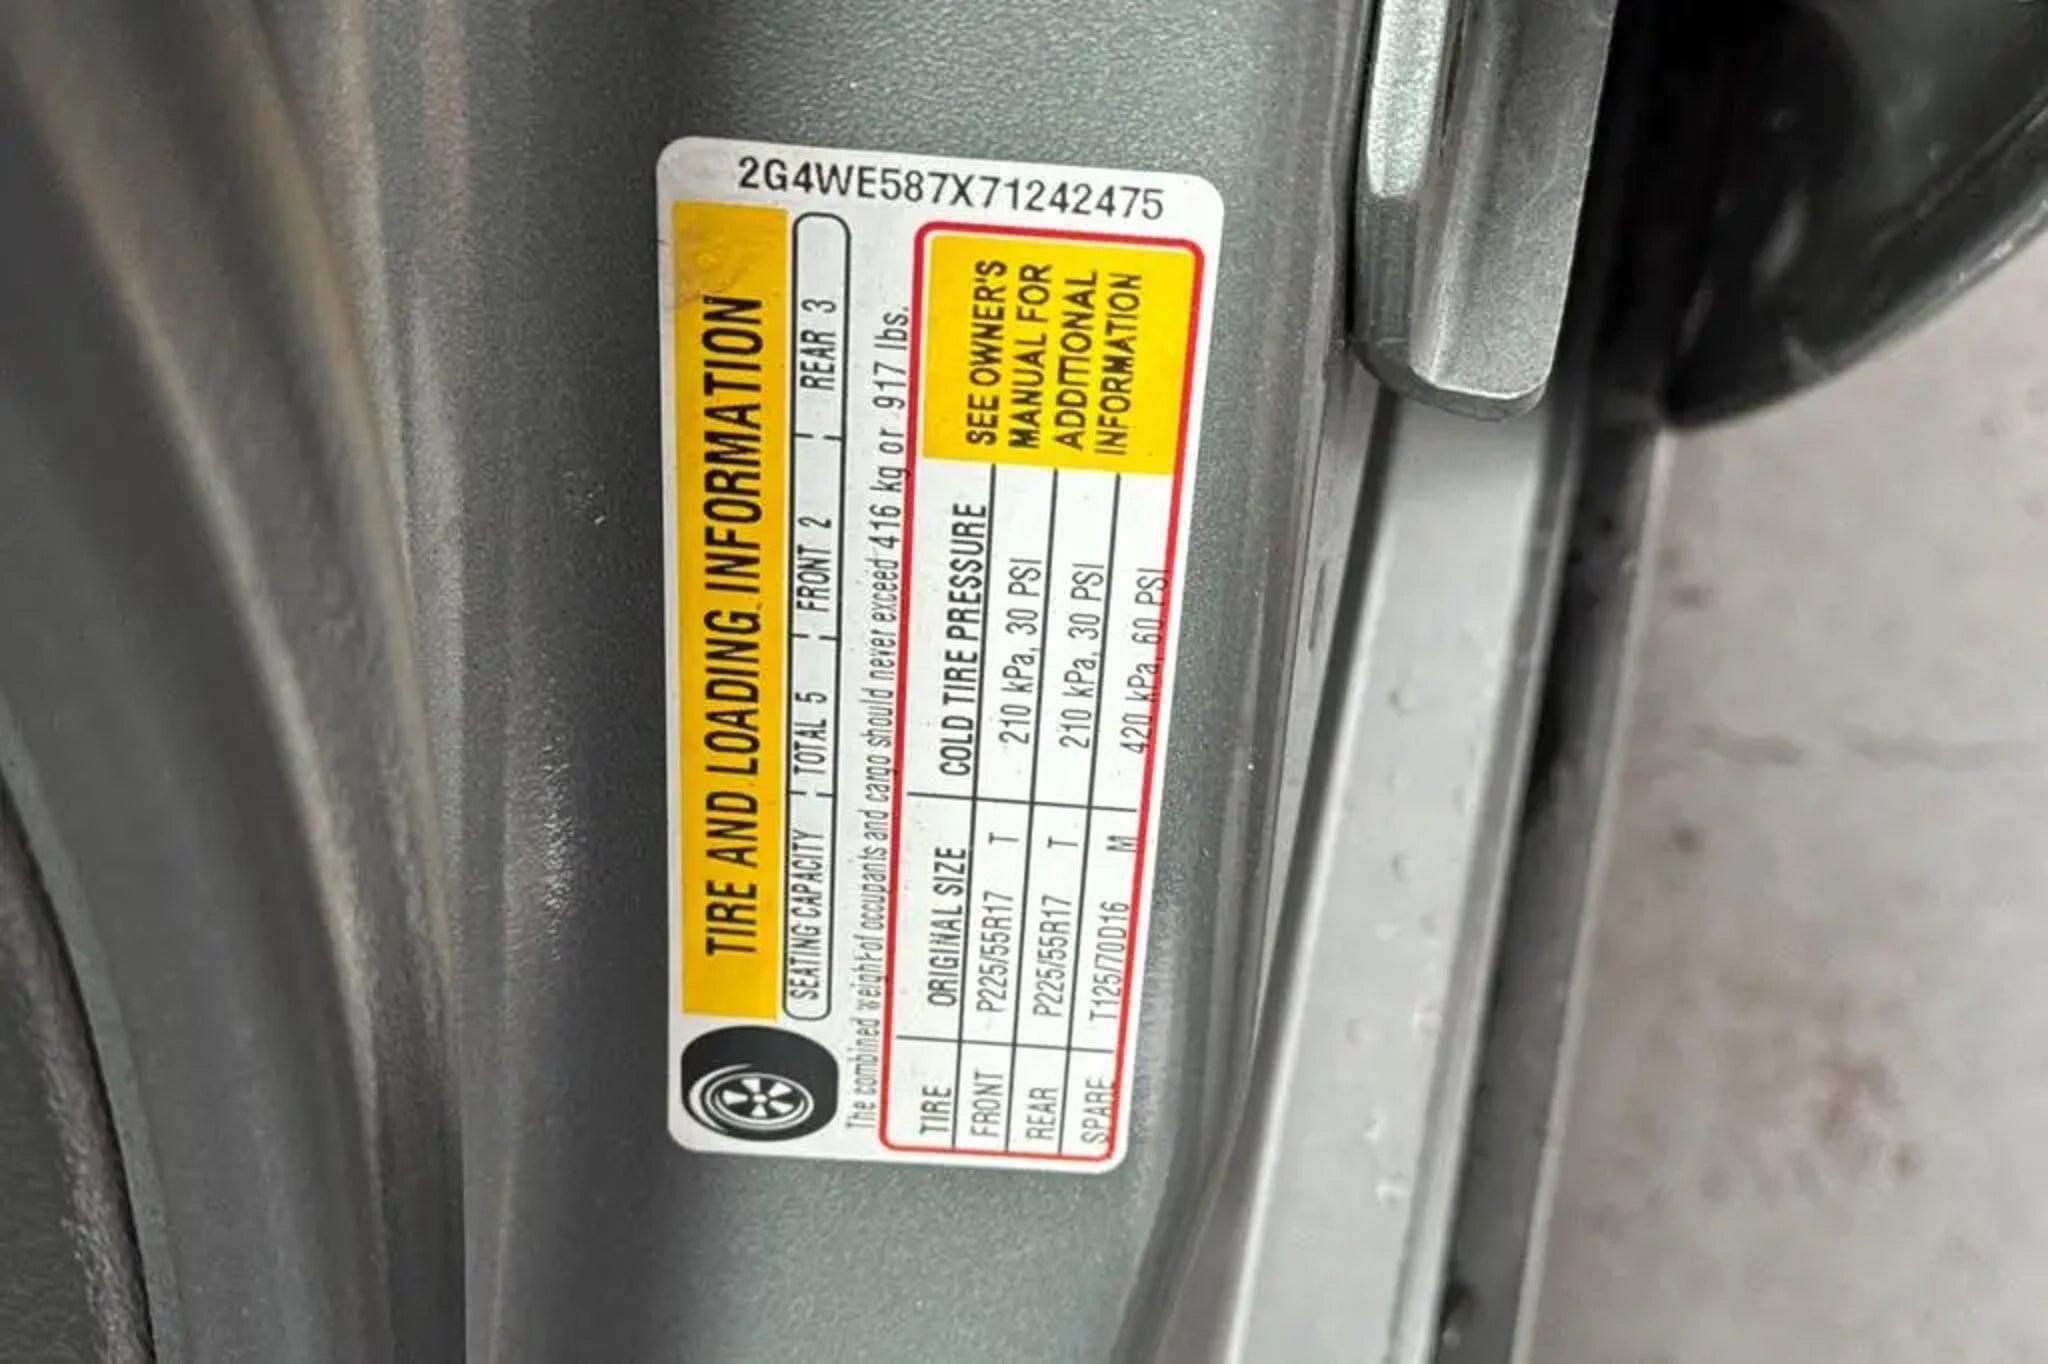 2G4WE587X71242475
TIRE AND LOADING INFORMATION
SEATING CAPACITY TOTAL 5 FRONT 2 REAR 3
The combined weight of occupants and cargo should never exceed 416 kg or 917 lbs.
TIRE ORIGINAL SIZE COLD TIRE PRESSURE
FRONT P225/55R17 T 210 kPa, 30 PSI
REAR P225/55R17 T 210 kPa, 30 PSI
SPARE T125/70D16 M 420 kPa, 60 PSI
SEE OWNER'S
MANUAL FOR
ADDITIONAL
INFORMATION